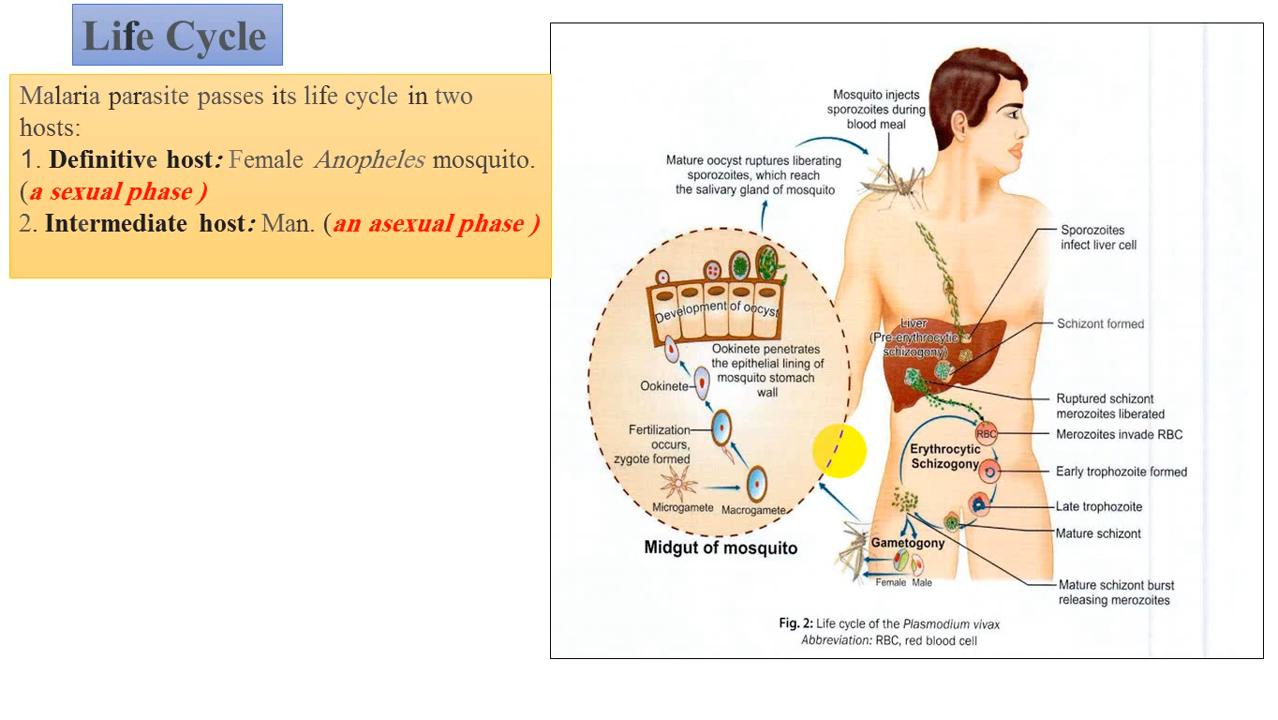 Life Cycle
Malaria parasite passes its life cycle in two
hosts:
1. Definitive host: Female Anopheles mosquito.
(a sexual phase )
2. Intermediate host: Man. (an asexual phase )
Mosquito injects
sporozoites during
blood meal
Mature oocyst ruptures liberating
sporozoites, which reach
the salivary gland of mosquito
Sporozoites
infect liver cell
Development of oocyst
Liver
(Pre-erythrocytic
schizogony)
Schizont formed
Ookinete penetrates
the epithelial lining of
mosquito stomach
wall
Ookinete
Ruptured schizont
merozoites liberated
RBC
Merozoites invade RBC
Fertilization
occurs,
zygote formed
Erythrocytic
Schizogony
Early trophozoite formed
Microgamete
Macrogamete
Late trophozoite
Mature schizont
Midgut of mosquito
Gametogony
Female Male
Mature schizont burst
releasing merozoites
Fig. 2: Life cycle of the Plasmodium vivax
Abbreviation: RBC, red blood cell